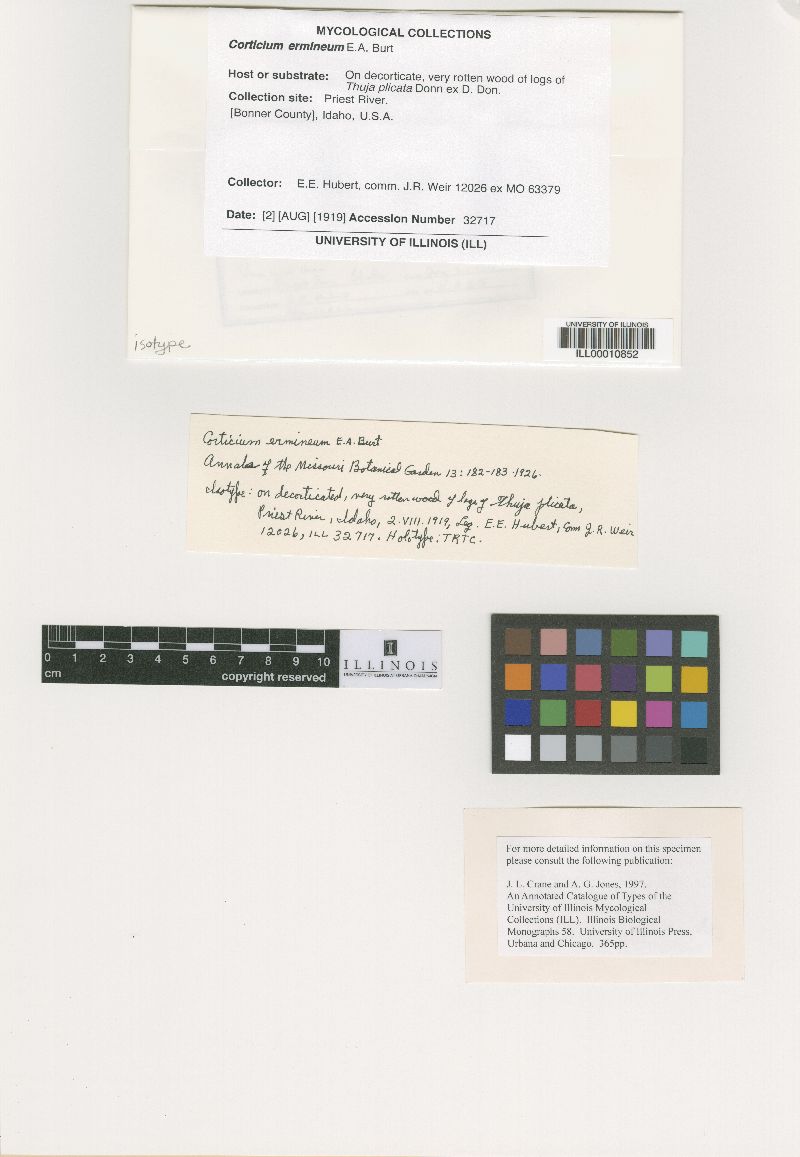 MYCOLOGICAL COLLECTIONS
Corticium ermineum E.A. Burt
Host or substrate: On decorticate, very rotten wood of logs of
Thuja plicata Donn ex D. Don.
Collection site: Priest River.
[Bonner County], Idaho, U.S.A.
Collector: E.E. Hubert, comm. J.R. Weir 12026 ex MO 63379
Date: [2] [AUG] [1919] Accession Number 32717
UNIVERSITY OF ILLINOIS (ILL)
isotype
UNIVERSITY OF ILLINOIS
ILL00010852
Corticium ermineum E.A. Burt
Annals of the Missouri Botanical Garden 13: 182-183. 1926.
Isotype: on decorticated, very rotten wood of logs of Thuja plicata,
Priest River, Idaho, 2. VIII. 1919, Leg. E.E. Hubert, Com J.R. Weir
12026, ILL 32717. Holotype: TRTC.
0 1 2 3 4 5 6 7 8 9 10
cm copyright reserved
I
ILLINOIS
UNIVERSITY OF ILLINOIS AT URBANA-CHAMPAIGN
For more detailed information on this specimen
please consult the following publication:
J. L. Crane and A. G. Jones, 1997.
An Annotated Catalogue of Types of the
University of Illinois Mycological
Collections (ILL). Illinois Biological
Monographs 58. University of Illinois Press.
Urbana and Chicago. 365pp.